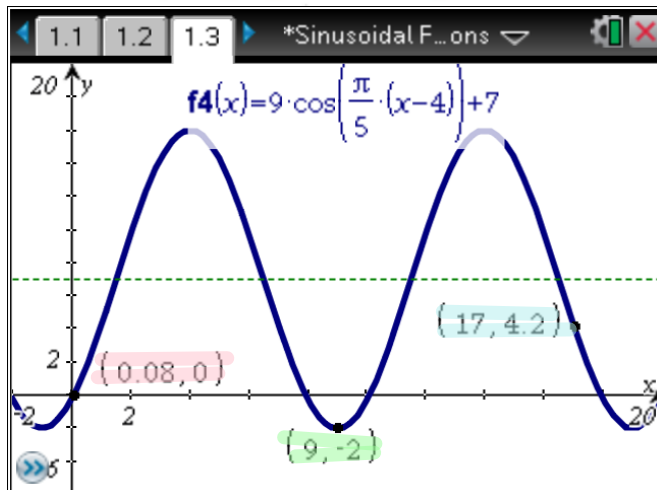 1.1 1.2 1.3 *Sinusoidal F…ons
20 y
f4(x)=9·cos(π/5·(x-4))+7
(17,4.2)
2 (0.08,0)
x
-2 2 20
(9,-2)